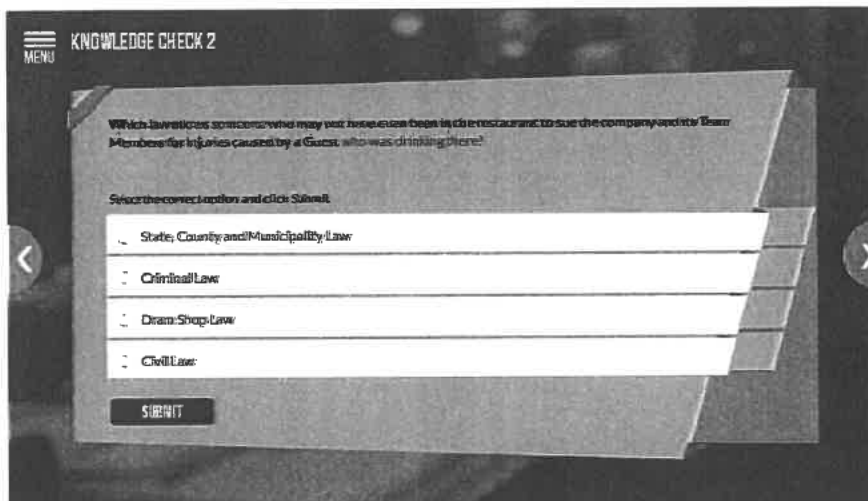 KNOWLEDGE CHECK 2
MENU
Which law allows someone who may not have even been in the restaurant to sue the company and its Team
Members for injuries caused by a Guest who was drinking there?
Select the correct option and click Submit.
State, County and Municipality Law
Criminal Law
Dram Shop Law
Civil Law
SUBMIT